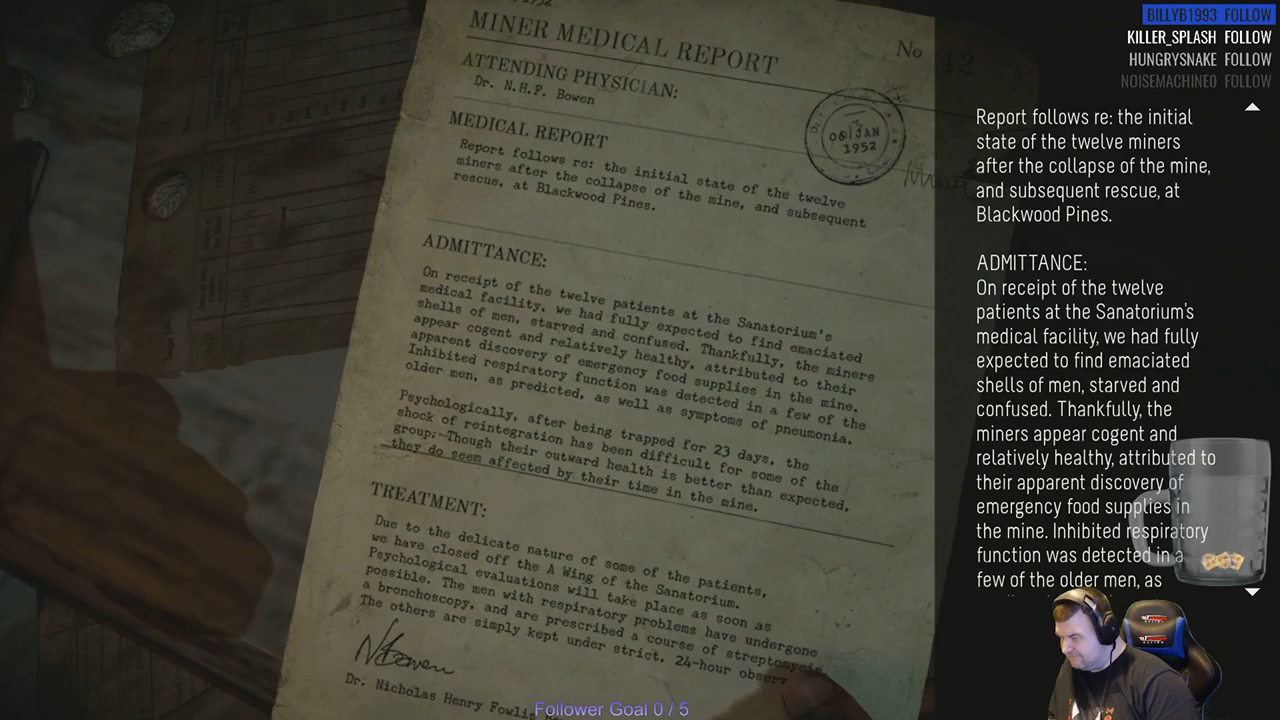 MINER MEDICAL REPORT
No 42
ATTENDING PHYSICIAN:
Dr. N.H.F. Bowen
06 JAN
1952
MEDICAL REPORT
Report follows re: the initial state of the twelve
miners after the collapse of the mine, and subsequent
rescue, at Blackwood Pines.
ADMITTANCE:
On receipt of the twelve patients at the Sanatorium's
medical facility, we had fully expected to find emaciated
shells of men, starved and confused. Thankfully, the miners
appear cogent and relatively healthy, attributed to their
apparent discovery of emergency food supplies in the mine.
Inhibited respiratory function was detected in a few of the
older men, as predicted, as well as symptoms of pneumonia.
Psychologically, after being trapped for 23 days, the
shock of reintegration has been difficult for some of the
group. Though their outward health is better than expected,
they do seem affected by their time in the mine.
TREATMENT:
Due to the delicate nature of some of the patients,
we have closed off the A Wing of the Sanatorium.
Psychological evaluations will take place as soon as
possible. The men with respiratory problems have undergone
a bronchoscopy, and are prescribed a course of streptomycin
The others are simply kept under strict, 24-hour observ
NBowen
Dr. Nicholas Henry Fowlis
BILLYB1993 FOLLOW
KILLER_SPLASH FOLLOW
HUNGRYSNAKE FOLLOW
NOISEMACHINE0 FOLLOW
Report follows re: the initial
state of the twelve miners
after the collapse of the mine,
and subsequent rescue, at
Blackwood Pines.
ADMITTANCE:
On receipt of the twelve
patients at the Sanatorium's
medical facility, we had fully
expected to find emaciated
shells of men, starved and
confused. Thankfully, the
miners appear cogent and
relatively healthy, attributed to
their apparent discovery of
emergency food supplies in
the mine. Inhibited respiratory
function was detected in a
few of the older men, as
Follower Goal 0 / 5